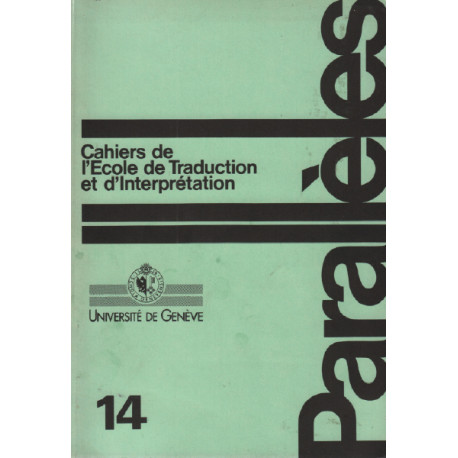 Cahiers de
l'Ecole de Traduction
et d'Interprétation
Parallèles
UNIVERSITÉ DE GENÈVE
14